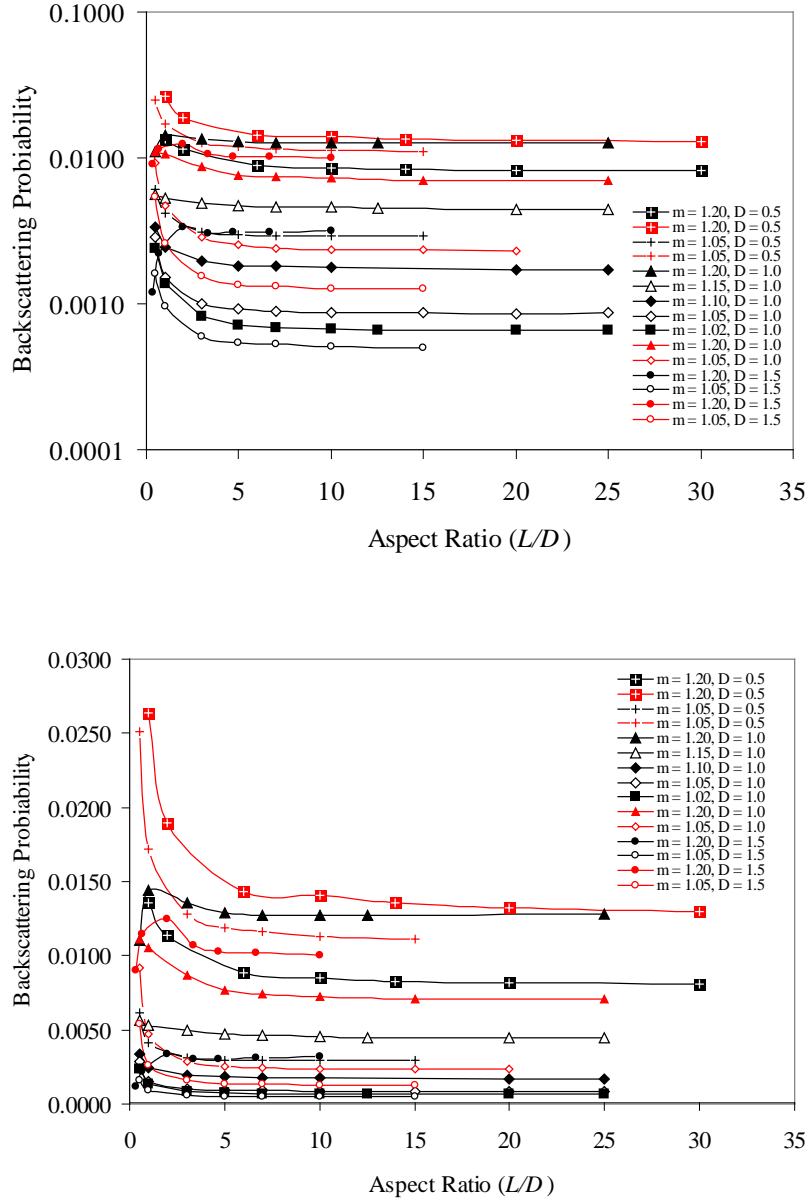 0.1000
0.0100
0.0010
0.0001
Backscattering Probiability
m = 1.20, D = 0.5
m = 1.20, D = 0.5
m = 1.05, D = 0.5
m = 1.05, D = 0.5
m = 1.20, D = 1.0
m = 1.15, D = 1.0
m = 1.10, D = 1.0
m = 1.05, D = 1.0
m = 1.02, D = 1.0
m = 1.20, D = 1.0
m = 1.05, D = 1.0
m = 1.20, D = 1.5
m = 1.05, D = 1.5
m = 1.20, D = 1.5
m = 1.05, D = 1.5
0 5 10 15 20 25 30 35
Aspect Ratio (L/D)
0.0300
0.0250
0.0200
0.0150
0.0100
0.0050
0.0000
Backscattering Probiability
m = 1.20, D = 0.5
m = 1.20, D = 0.5
m = 1.05, D = 0.5
m = 1.05, D = 0.5
m = 1.20, D = 1.0
m = 1.15, D = 1.0
m = 1.10, D = 1.0
m = 1.05, D = 1.0
m = 1.02, D = 1.0
m = 1.20, D = 1.0
m = 1.05, D = 1.0
m = 1.20, D = 1.5
m = 1.05, D = 1.5
m = 1.20, D = 1.5
m = 1.05, D = 1.5
0 5 10 15 20 25 30 35
Aspect Ratio (L/D)